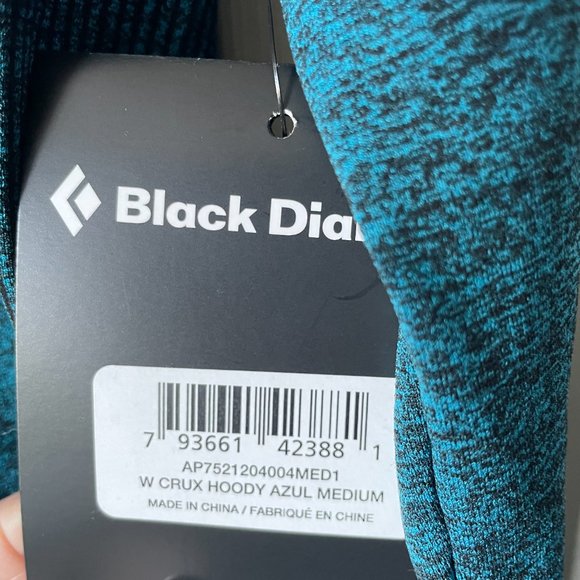 Black Dia
7 93661 42388 1
AP7521204004MED1
W CRUX HOODY AZUL MEDIUM
MADE IN CHINA / FABRIQUÉ EN CHINE